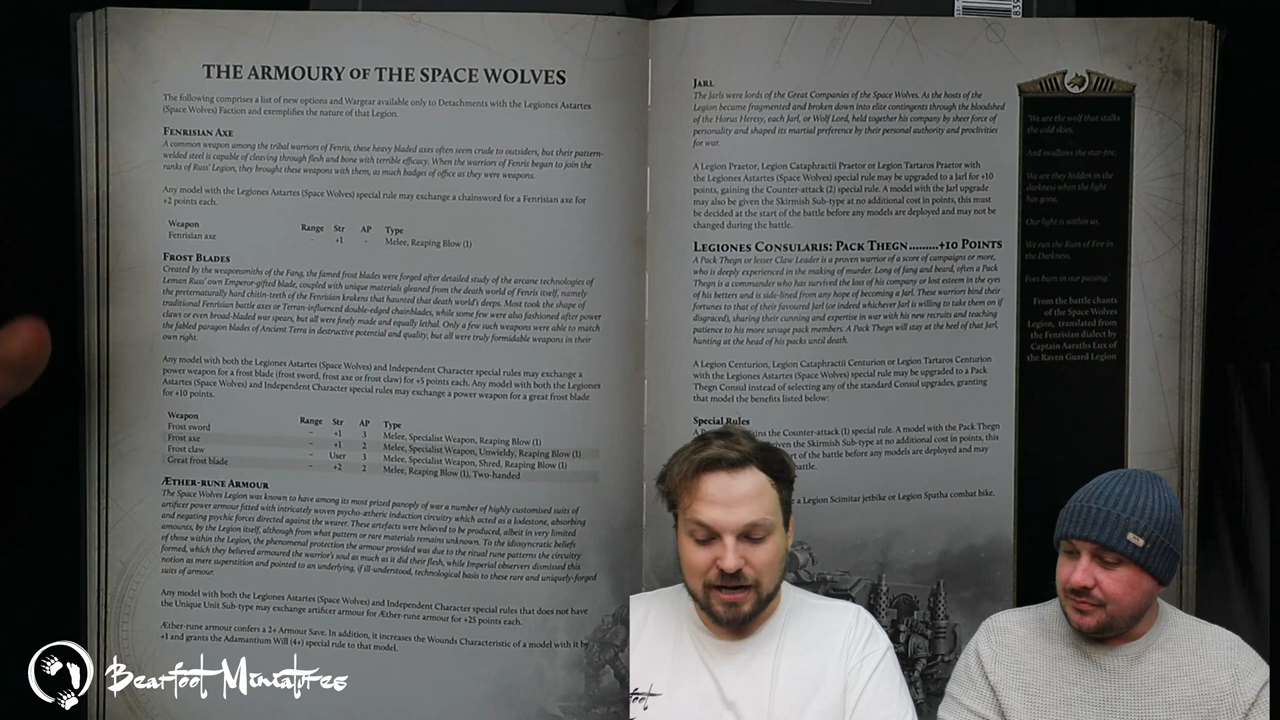 THE ARMOURY OF THE SPACE WOLVES
The following comprises a list of new options and Wargear available only to Detachments with the Legiones Astartes
(Space Wolves) Faction and exemplifies the nature of that Legion.
FENRISIAN AXE
A common weapon among the tribal warriors of Fenris, these heavy bladed axes often seem crude to outsiders, but their pattern-
welded steel is capable of cleaving through flesh and bone with terrible efficacy. When the warriors of Fenris began to join the
ranks of Russ' Legion, they brought these weapons with them, as much badges of office as they were weapons.
Any model with the Legiones Astartes (Space Wolves) special rule may exchange a chainsword for a Fenrisian axe for
+2 points each.
Weapon Range Str AP Type
Fenrisian axe - +1 - Melee, Reaping Blow (1)
FROST BLADES
Created by the weaponsmiths of the Fang, the famed frost blades were forged after detailed study of the arcane technologies of
Leman Russ' own Emperor-gifted blade, coupled with unique materials gleaned from the death world of Fenris itself, namely
the preternaturally hard chitin-teeth of the Fenrisian krakens that haunted that death world's deeps. Most took the shape of
traditional Fenrisian battle axes or Terran-influenced double-edged chainblades, while some few were also fashioned after power
claws or even broad-bladed war spears, but all were finely made and equally lethal. Only a few such weapons were able to match
the fabled paragon blades of Ancient Terra in destructive potential and quality, but all were truly formidable weapons in their
own right.
Any model with both the Legiones Astartes (Space Wolves) and Independent Character special rules may exchange a
power weapon for a frost blade (frost sword, frost axe or frost claw) for +5 points each. Any model with both the Legiones
Astartes (Space Wolves) and Independent Character special rules may exchange a power weapon for a great frost blade
for +10 points.
Weapon Range Str AP Type
Frost sword - +1 3 Melee, Specialist Weapon, Reaping Blow (1)
Frost axe - +1 2 Melee, Specialist Weapon, Unwieldy, Reaping Blow (1)
Frost claw - User 3 Melee, Specialist Weapon, Shred, Reaping Blow (1)
Great frost blade - +2 2 Melee, Reaping Blow (1), Two-handed
ÆTHER-RUNE ARMOUR
The Space Wolves Legion was known to have among its most prized panoply of war a number of highly customised suits of
artificer power armour fitted with intricately woven psycho-ætheric induction circuitry which acted as a lodestone, absorbing
and negating psychic forces directed against the wearer. These artefacts were believed to be produced, albeit in very limited
amounts, by the Legion itself, although from what pattern or rare materials remains unknown. To the idiosyncratic beliefs
of those within the Legion, the phenomenal protection the armour provided was due to the ritual rune patterns the circuitry
formed, which they believed armoured the warrior's soul as much as it did their flesh, while Imperial observers dismissed this
notion as mere superstition and pointed to an underlying, if ill-understood, technological basis to these rare and uniquely-forged
suits of armour.
Any model with both the Legiones Astartes (Space Wolves) and Independent Character special rules that does not have
the Unique Unit Sub-type may exchange artificer armour for Æther-rune armour for +25 points each.
Æther-rune armour confers a 2+ Armour Save. In addition, it increases the Wounds Characteristic of a model with it by
+1 and grants the Adamantium Will (4+) special rule to that model.
JARL
The Jarls were lords of the Great Companies of the Space Wolves. As the hosts of the
Legion became fragmented and broken down into elite contingents through the bloodshed
of the Horus Heresy, each Jarl, or Wolf Lord, held together his company by sheer force of
personality and shaped its martial preference by their personal authority and proclivities
for war.
A Legion Praetor, Legion Cataphractii Praetor or Legion Tartaros Praetor with
the Legiones Astartes (Space Wolves) special rule may be upgraded to a Jarl for +10
points, gaining the Counter-attack (2) special rule. A model with the Jarl upgrade
may also be given the Skirmish Sub-type at no additional cost in points, this must
be decided at the start of the battle before any models are deployed and may not be
changed during the battle.
LEGIONES CONSULARIS: PACK THEGN.........+10 POINTS
A Pack Thegn or lesser Claw Leader is a proven warrior of a score of campaigns or more,
who is deeply experienced in the making of murder. Long of fang and beard, often a Pack
Thegn is a commander who has survived the loss of his company or lost esteem in the eyes
of his betters and is side-lined from any hope of becoming a Jarl. These warriors bind their
fortunes to that of their favoured Jarl (or indeed whichever Jarl is willing to take them on if
disgraced), sharing their cunning and expertise in war with his new recruits and teaching
patience to his more savage pack members. A Pack Thegn will stay at the heel of that Jarl,
hunting at the head of his packs until death.
A Legion Centurion, Legion Cataphractii Centurion or Legion Tartaros Centurion
with the Legiones Astartes (Space Wolves) special rule may be upgraded to a Pack
Thegn Consul instead of selecting any of the standard Consul upgrades, granting
that model the benefits listed below:
Special Rules
the Counter-attack (1) special rule. A model with the Pack Thegn
given the Skirmish Sub-type at no additional cost in points, this
of the battle before any models are deployed and may
battle.
a Legion Scimitar jetbike or Legion Spatha combat bike.
'We are the wolf that stalks
the cold skies,
And swallows the star-fire,
We are they hidden in the
darkness when the light
has gone,
Our light is within us,
We run the Ruin of Fire in
the Darkness,
Foes burn in our passing.'
From the battle chants
of the Space Wolves
Legion, translated from
the Fenrisian dialect by
Captain Aaraths Lux of
the Raven Guard Legion
Bearfoot Miniatures